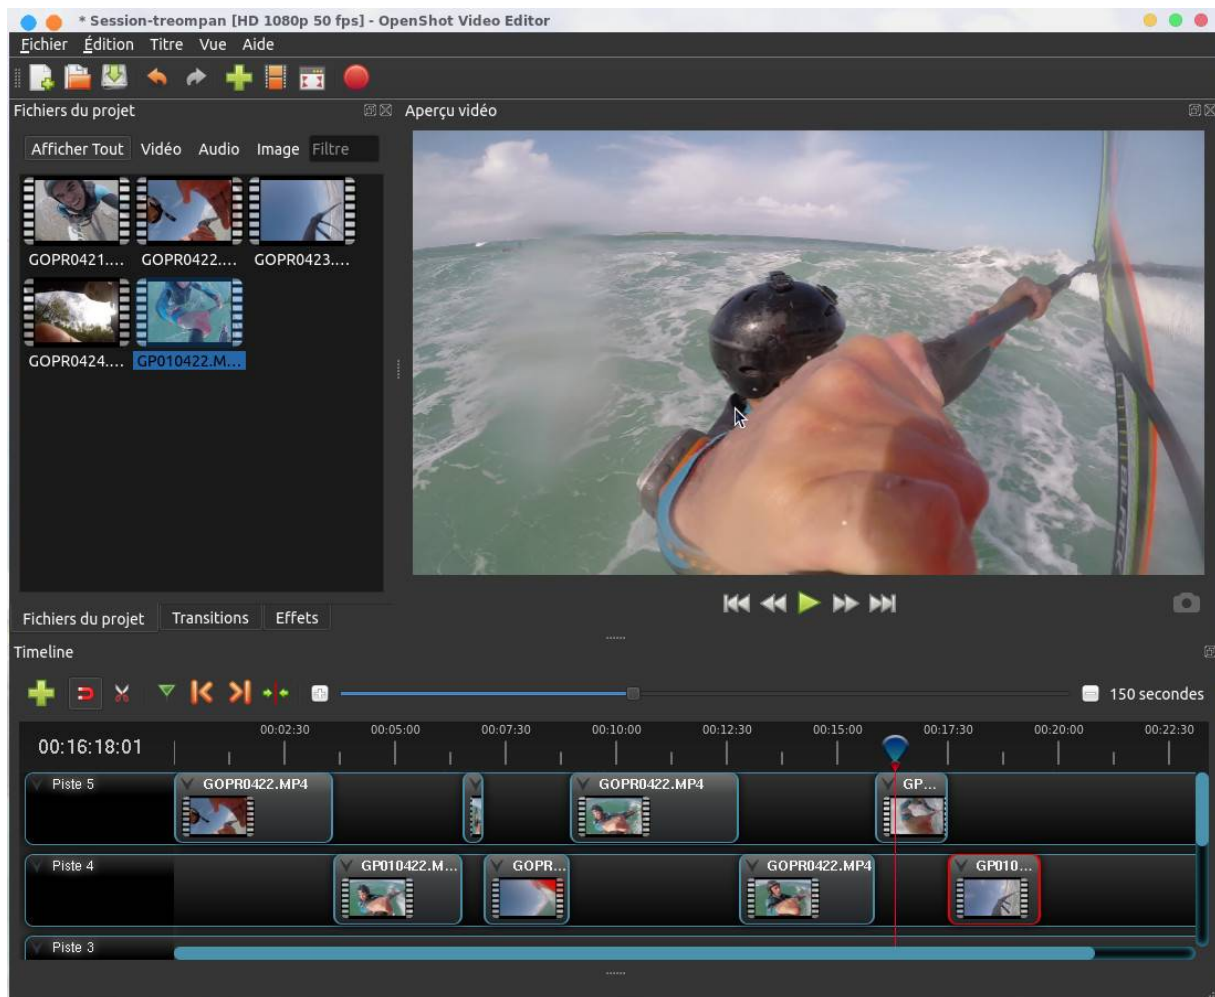 * Session-treompan [HD 1080p 50 fps] - OpenShot Video Editor
Fichier Édition Titre Vue Aide
Fichiers du projet
Aperçu vidéo
Afficher Tout Vidéo Audio Image Filtre
GOPR0421.... GOPR0422.... GOPR0423....
GOPR0424.... GP010422.M...
Fichiers du projet Transitions Effets
Timeline
150 secondes
00:16:18:01
00:02:30 00:05:00 00:07:30 00:10:00 00:12:30 00:15:00 00:17:30 00:20:00 00:22:30
Piste 5 GOPR0422.MP4 GOPR0422.MP4 GP...
Piste 4 GP010422.M... GOPR... GOPR0422.MP4 GP010...
Piste 3